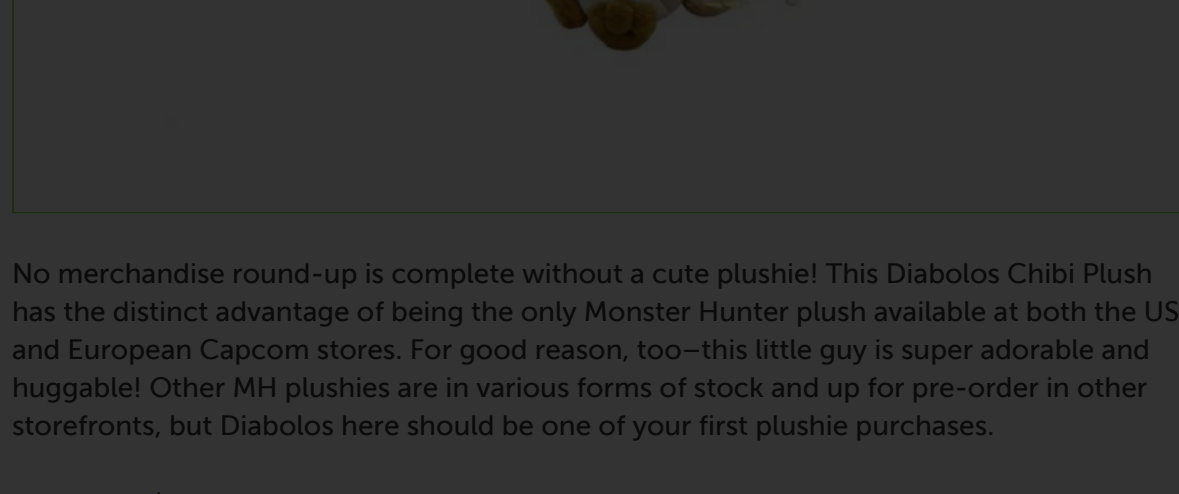 No merchandise round-up is complete without a cute plushie! This Diabolos Chibi Plush
has the distinct advantage of being the only Monster Hunter plush available at both the US
and European Capcom stores. For good reason, too–this little guy is super adorable and
huggable! Other MH plushies are in various forms of stock and up for pre-order in other
storefronts, but Diabolos here should be one of your first plushie purchases.